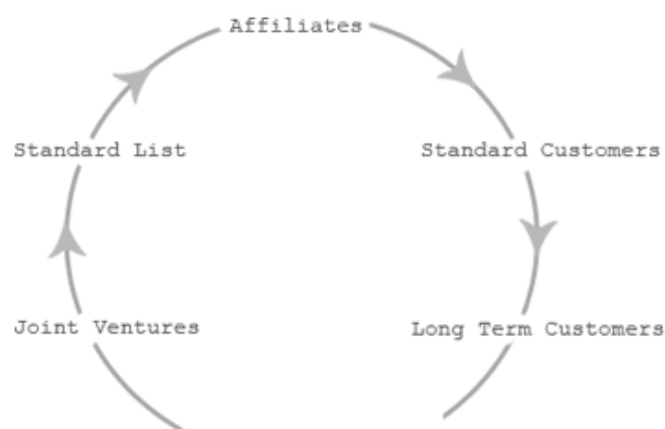 Affiliates
Standard List
Standard Customers
Joint Ventures
Long Term Customers